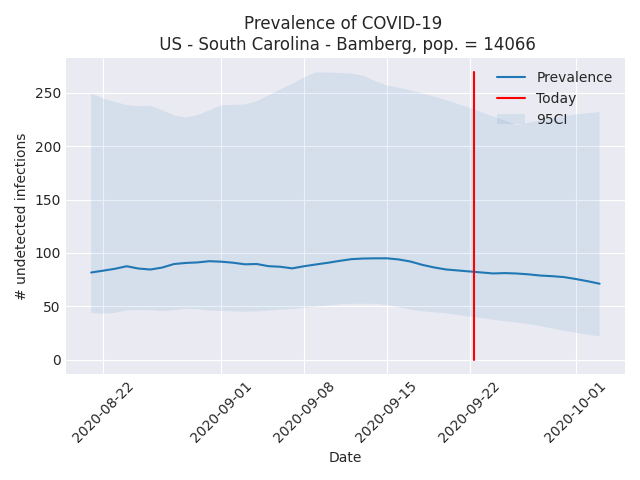 Prevalence of COVID-19
US - South Carolina - Bamberg, pop. = 14066
Prevalence
Today
95CI
# undetected infections
250
200
150
100
50
0
2020-08-22
2020-09-01
2020-09-08
2020-09-15
2020-09-22
2020-10-01
Date